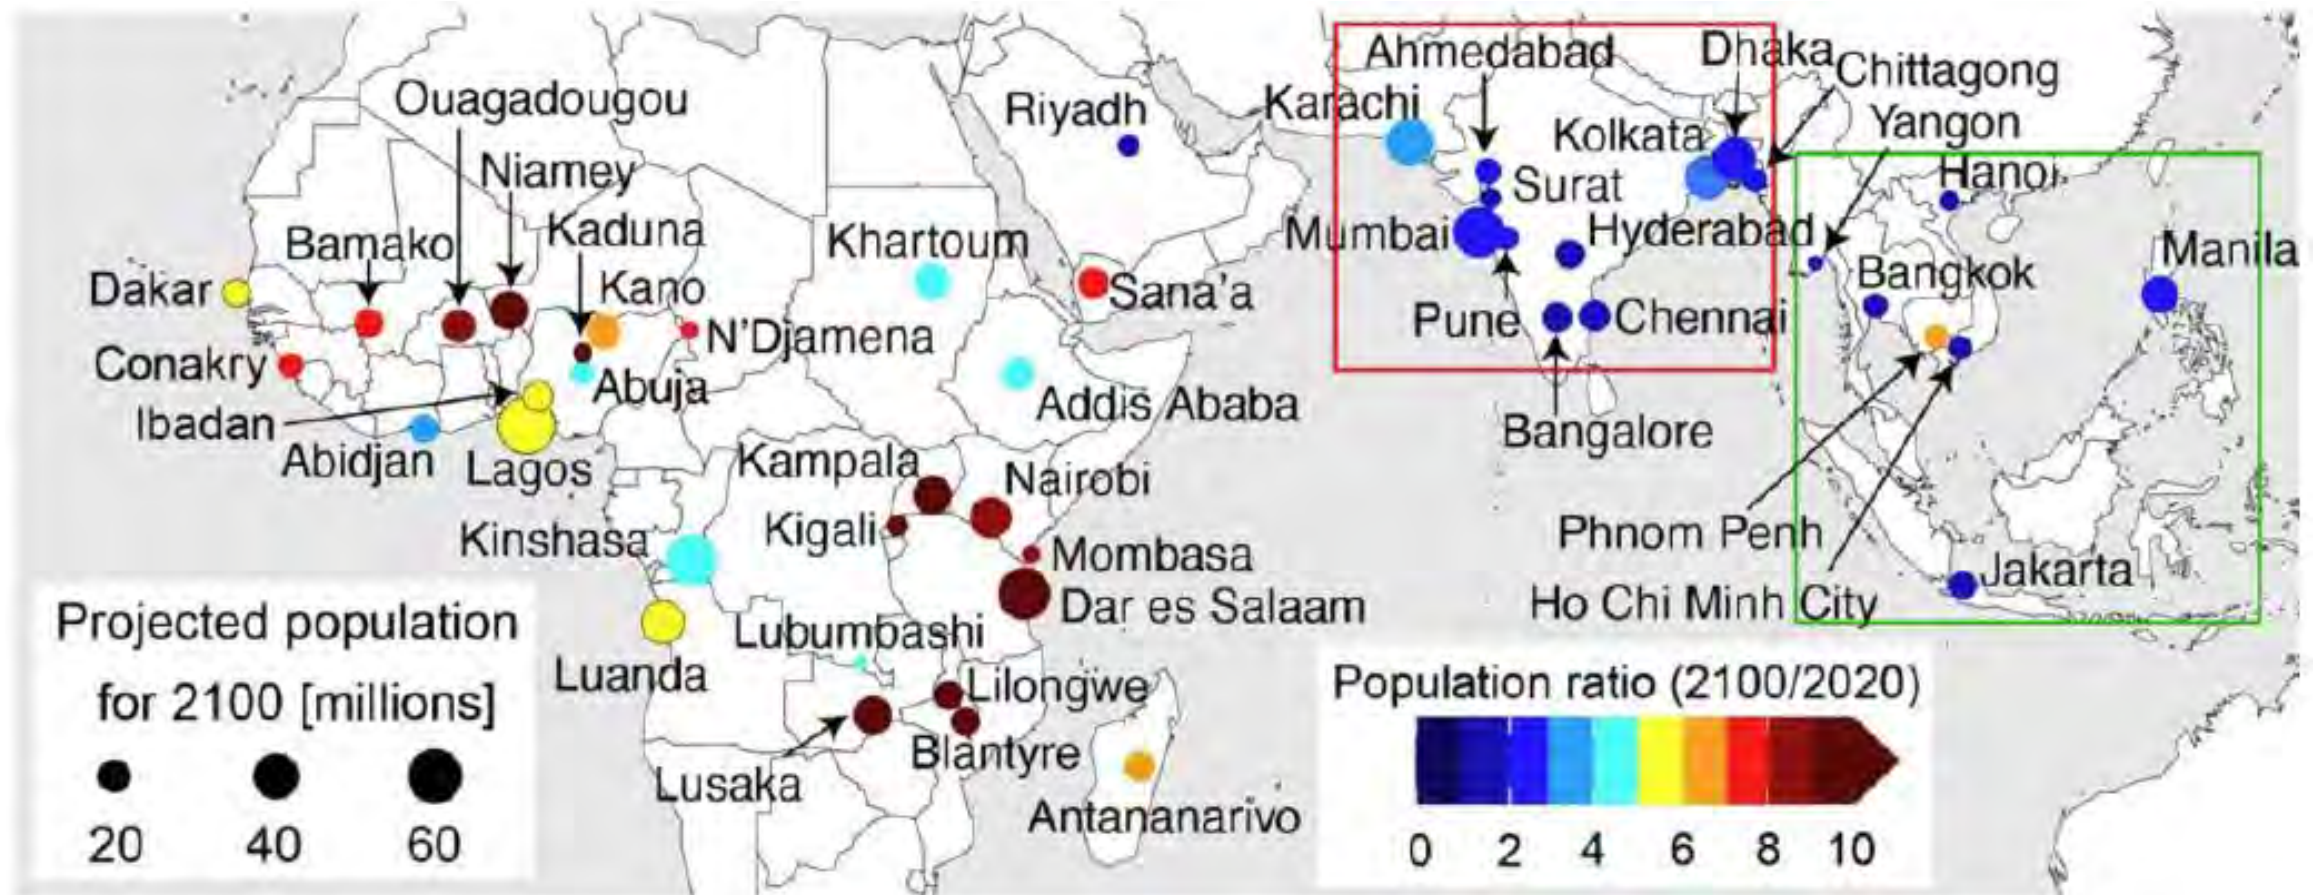 Ahmedabad
Dhaka
Chittagong
Ouagadougou
Karachi
Riyadh
Yangon
Kolkata
Niamey
Hanoi
Surat
Kaduna
Bamako
Khartoum
Mumbai
Hyderabad
Manila
Dakar
Kano
Sana'a
Bangkok
N'Djamena
Pune
Chennai
Conakry
Abuja
Addis Ababa
Ibadan
Bangalore
Abidjan
Lagos
Kampala
Nairobi
Kinshasa
Kigali
Phnom Penh
Mombasa
Jakarta
Dar es Salaam
Ho Chi Minh City
Lubumbashi
Luanda
Lilongwe
Blantyre
Lusaka
Antananarivo
Projected population
for 2100 [millions]
20 40 60
Population ratio (2100/2020)
0 2 4 6 8 10